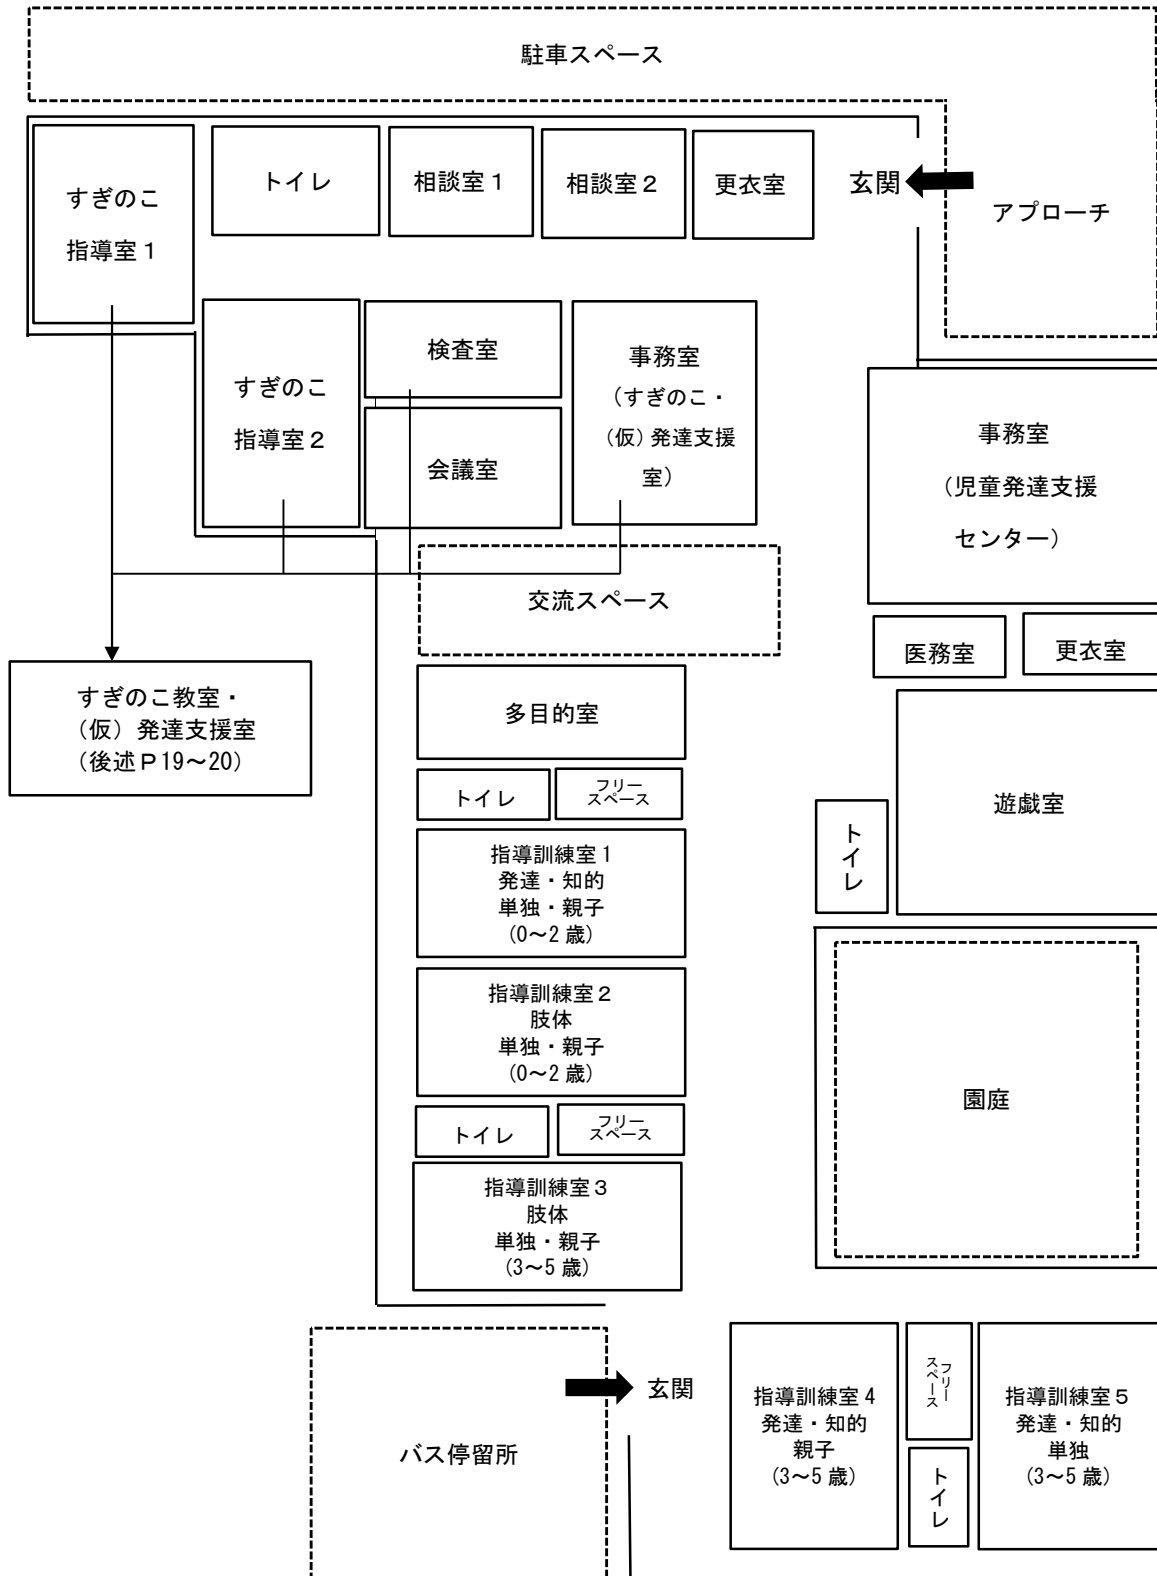 駐車スペース
すぎのこ
指導室１
トイレ
相談室１
相談室２
更衣室
玄関
アプローチ
すぎのこ
指導室２
検査室
会議室
事務室
（すぎのこ・
（仮）発達支援
室）
事務室
（児童発達支援
センター）
交流スペース
医務室
更衣室
すぎのこ教室・
（仮）発達支援室
（後述Ｐ19～20）
多目的室
トイレ
フリー
スペース
遊戯室
トイレ
指導訓練室1
発達・知的
単独・親子
（0～2歳）
指導訓練室２
肢体
単独・親子
（0～2歳）
園庭
トイレ
フリー
スペース
指導訓練室３
肢体
単独・親子
（3～5歳）
玄関
バス停留所
指導訓練室4
発達・知的
親子
（3～5歳）
フリー
スペース
トイレ
指導訓練室５
発達・知的
単独
（3～5歳）